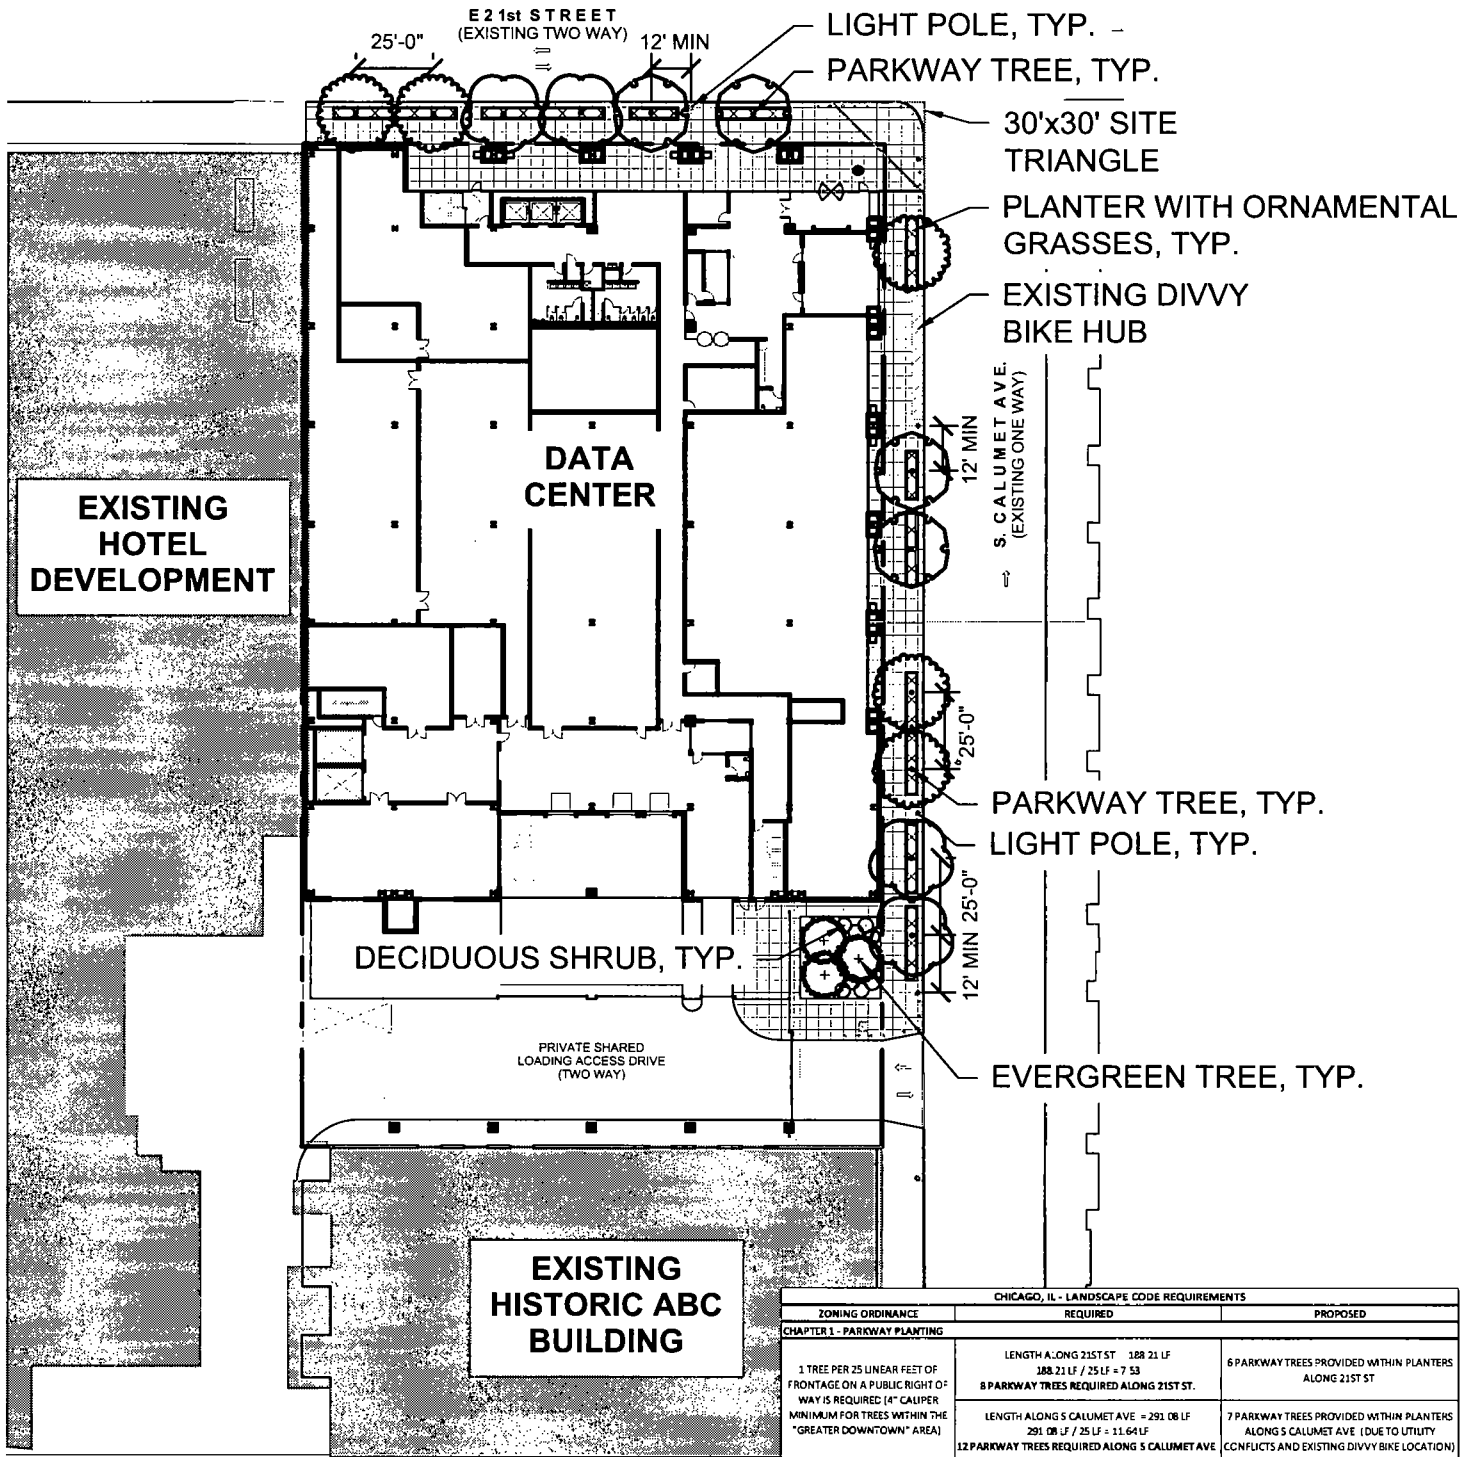 E 21st STREET
(EXISTING TWO WAY)
25'-0"
12' MIN
LIGHT POLE, TYP.
PARKWAY TREE, TYP.
30'x30' SITE
TRIANGLE
PLANTER WITH ORNAMENTAL
GRASSES, TYP.
EXISTING DIVVY
BIKE HUB
S. CALUMET AVE.
(EXISTING ONE WAY)
12' MIN
DATA
CENTER
EXISTING
HOTEL
DEVELOPMENT
25'-0"
PARKWAY TREE, TYP.
LIGHT POLE, TYP.
12' MIN 25'-0"
DECIDUOUS SHRUB, TYP.
PRIVATE SHARED
LOADING ACCESS DRIVE
(TWO WAY)
EVERGREEN TREE, TYP.
EXISTING
HISTORIC ABC
BUILDING
CHICAGO, IL - LANDSCAPE CODE REQUIREMENTS
ZONING ORDINANCE REQUIRED PROPOSED
CHAPTER 1 - PARKWAY PLANTING
1 TREE PER 25 LINEAR FEET OF
FRONTAGE ON A PUBLIC RIGHT OF
WAY IS REQUIRED (4" CALIPER
MINIMUM FOR TREES WITHIN THE
"GREATER DOWNTOWN" AREA)
LENGTH ALONG 21ST ST 188 21 LF
188.21 LF / 25 LF = 7 53
8 PARKWAY TREES REQUIRED ALONG 21ST ST.
6 PARKWAY TREES PROVIDED WITHIN PLANTERS
ALONG 21ST ST
LENGTH ALONG S CALUMET AVE = 291 08 LF
291 08 LF / 25 LF = 11.64 LF
12 PARKWAY TREES REQUIRED ALONG S CALUMET AVE
7 PARKWAY TREES PROVIDED WITHIN PLANTERS
ALONG S CALUMET AVE (DUE TO UTILITY
CONFLICTS AND EXISTING DIVVY BIKE LOCATION)